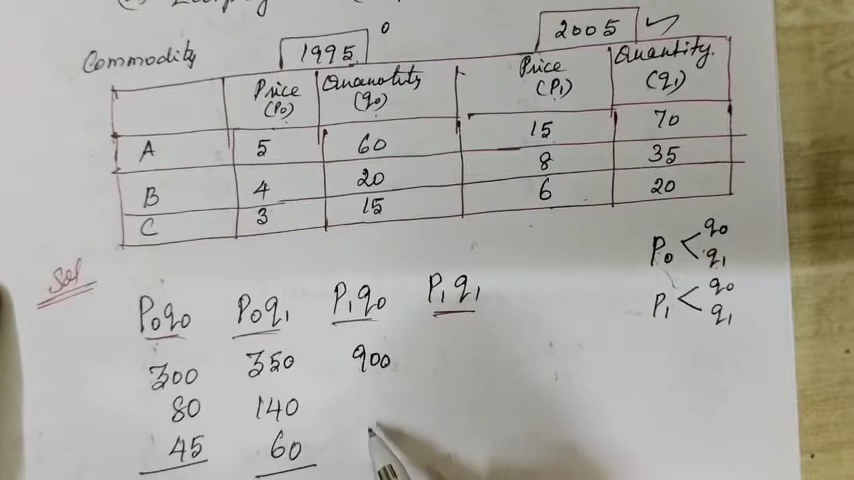 1995 0 2005
Commodity
Price Quanotity Price Quantity.
(P0) (q0) (P1) (q1)
A 5 60 15 70
B 4 20 8 35
C 3 15 6 20
Sol
P0 q0
q1
P1 q0
q1
P0q0 P0q1 P1q0 P1q1
300 350 900
80 140
45 60